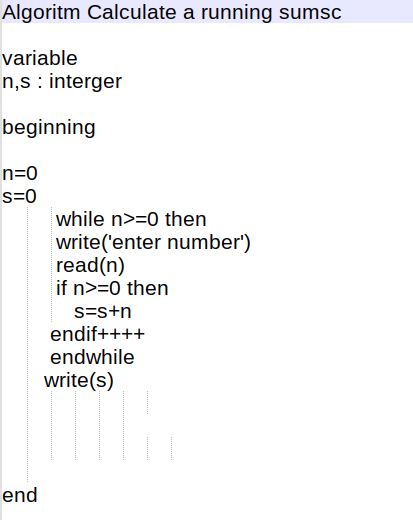 Algoritm Calculate a running sumsc
variable
n,s : interger
beginning
n=0
s=0
while n>=0 then
write('enter number')
read(n)
if n>=0 then
s=s+n
endif++++
endwhile
write(s)
end